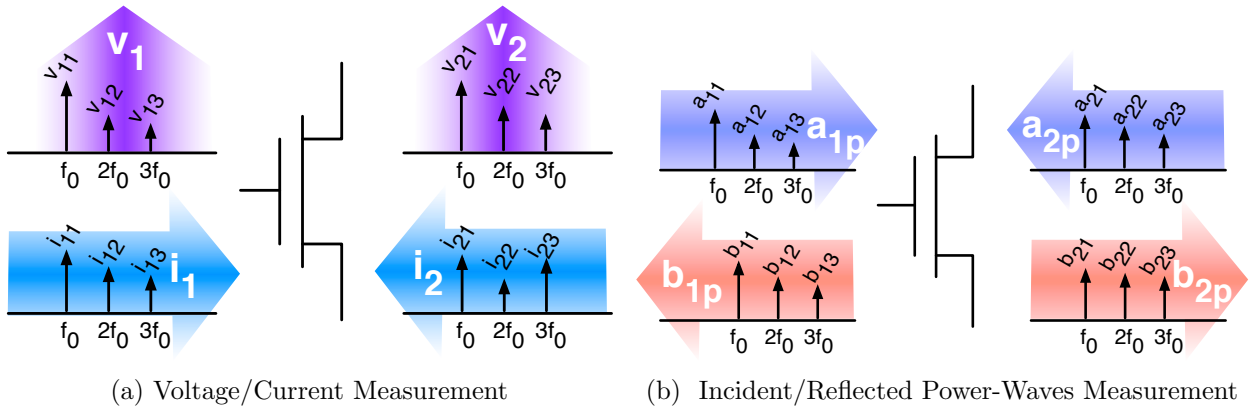 v1
v11
v12
v13
f0 2f0 3f0
v2
v21
v22
v23
f0 2f0 3f0
i1
i11
i12
i13
f0 2f0 3f0
i2
i21
i22
i23
f0 2f0 3f0
(a) Voltage/Current Measurement
a11
a12
a13
a1p
f0 2f0 3f0
a2p
a21
a22
a23
f0 2f0 3f0
b1p
b11
b12
b13
f0 2f0 3f0
b21
b22
b23
b2p
f0 2f0 3f0
(b) Incident/Reflected Power-Waves Measurement